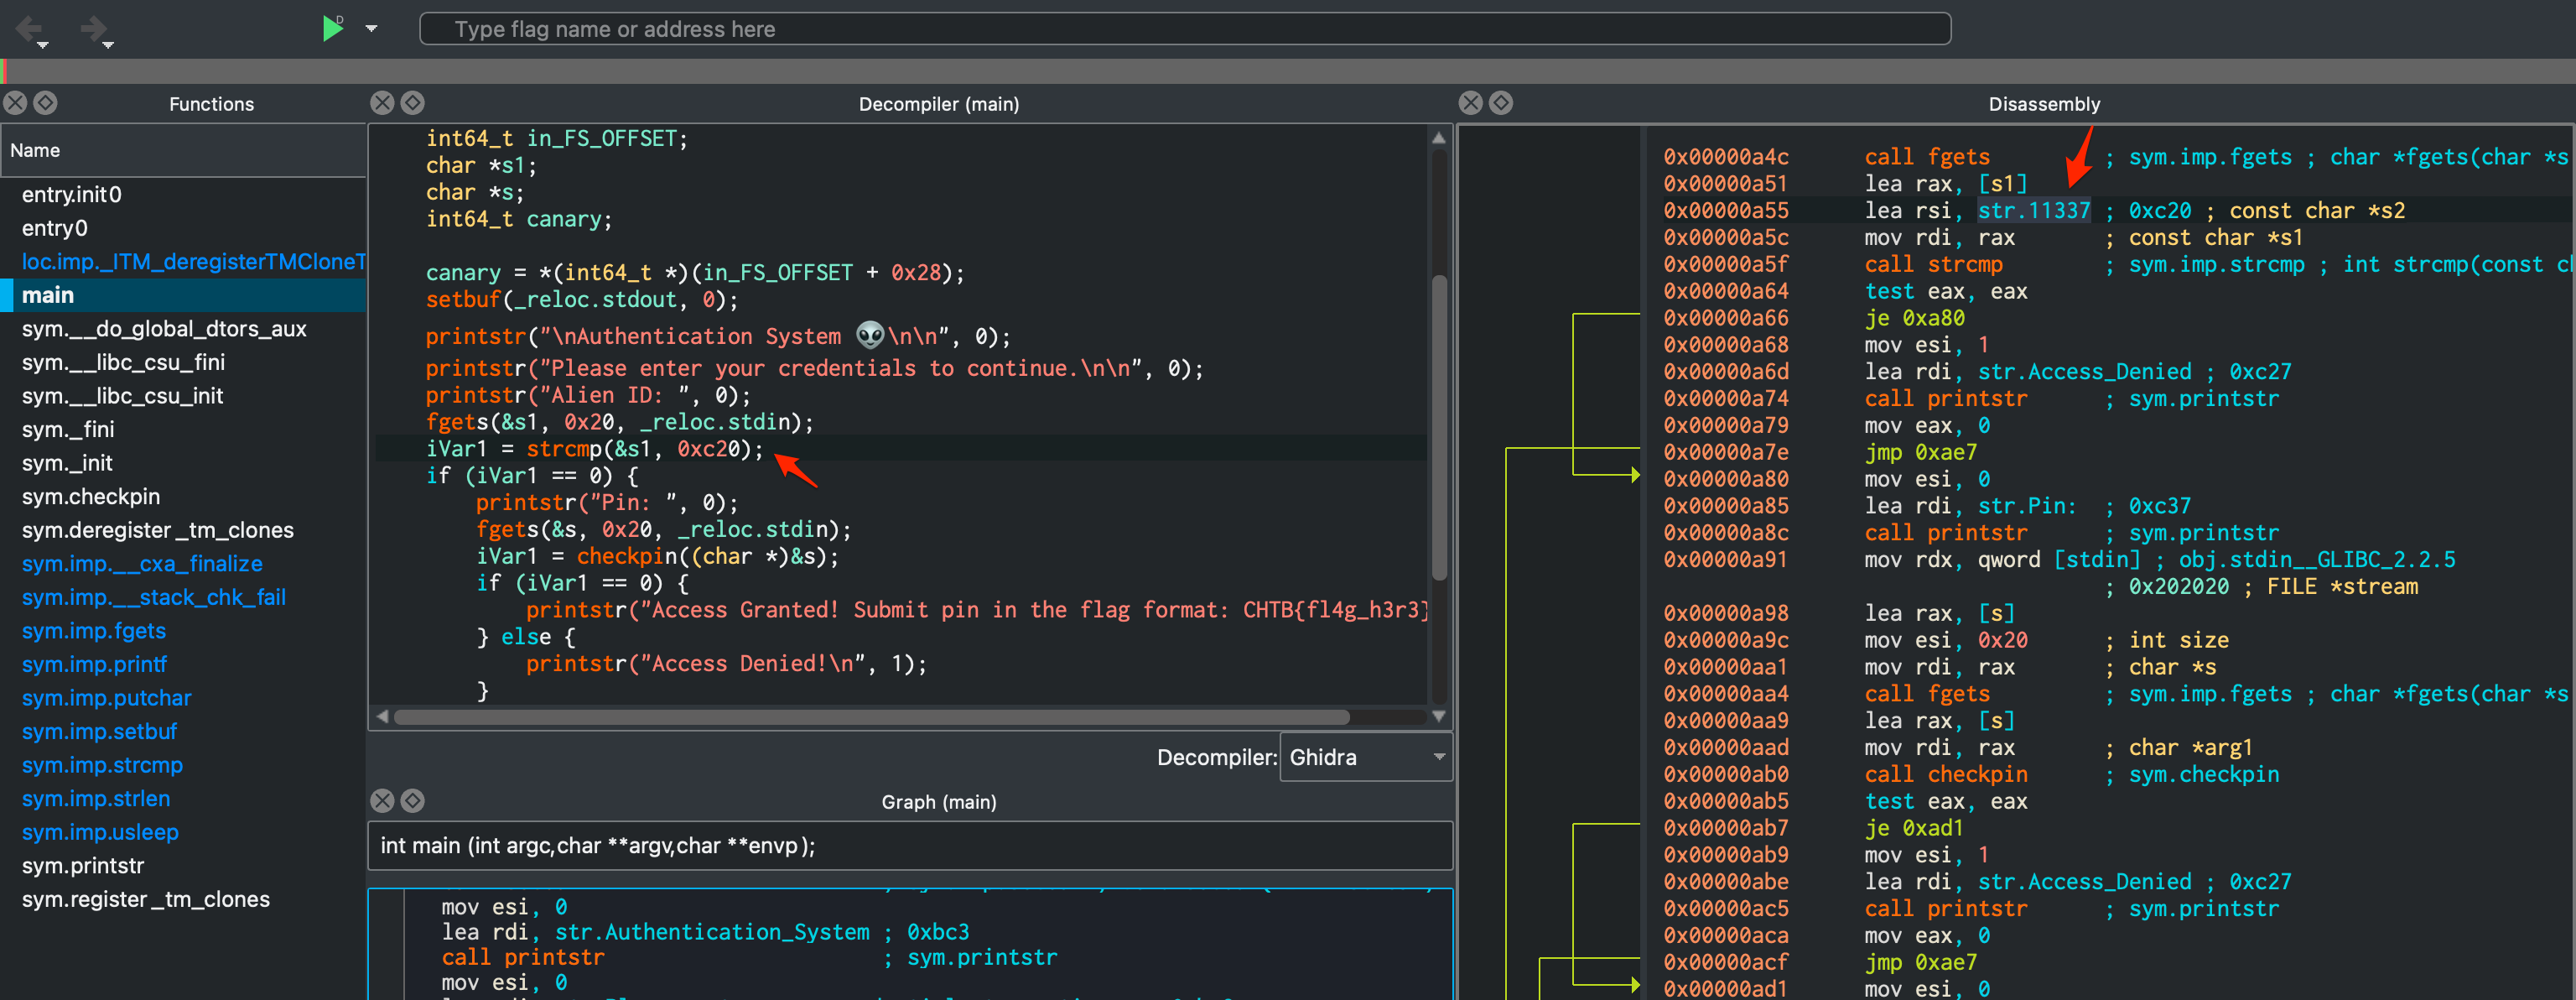 D
Type flag name or address here
Functions
Name
entry.init0
entry0
loc.imp._ITM_deregisterTMCloneT
main
sym.__do_global_dtors_aux
sym.__libc_csu_fini
sym.__libc_csu_init
sym._fini
sym._init
sym.checkpin
sym.deregister_tm_clones
sym.imp.__cxa_finalize
sym.imp.__stack_chk_fail
sym.imp.fgets
sym.imp.printf
sym.imp.putchar
sym.imp.setbuf
sym.imp.strcmp
sym.imp.strlen
sym.imp.usleep
sym.printstr
sym.register_tm_clones
Decompiler (main)
int64_t in_FS_OFFSET;
char *s1;
char *s;
int64_t canary;
canary = *(int64_t *)(in_FS_OFFSET + 0x28);
setbuf(_reloc.stdout, 0);
printstr("\nAuthentication System 👽\n\n", 0);
printstr("Please enter your credentials to continue.\n\n", 0);
printstr("Alien ID: ", 0);
fgets(&s1, 0x20, _reloc.stdin);
iVar1 = strcmp(&s1, 0xc20);
if (iVar1 == 0) {
printstr("Pin: ", 0);
fgets(&s, 0x20, _reloc.stdin);
iVar1 = checkpin((char *)&s);
if (iVar1 == 0) {
printstr("Access Granted! Submit pin in the flag format: CHTB{fl4g_h3r3}
} else {
printstr("Access Denied!\n", 1);
}
Decompiler: Ghidra
Graph (main)
int main (int argc,char **argv,char **envp);
mov esi, 0
lea rdi, str.Authentication_System ; 0xbc3
call printstr ; sym.printstr
mov esi, 0
Disassembly
0x00000a4c call fgets ; sym.imp.fgets ; char *fgets(char *s
0x00000a51 lea rax, [s1]
0x00000a55 lea rsi, str.11337 ; 0xc20 ; const char *s2
0x00000a5c mov rdi, rax ; const char *s1
0x00000a5f call strcmp ; sym.imp.strcmp ; int strcmp(const ch
0x00000a64 test eax, eax
0x00000a66 je 0xa80
0x00000a68 mov esi, 1
0x00000a6d lea rdi, str.Access_Denied ; 0xc27
0x00000a74 call printstr ; sym.printstr
0x00000a79 mov eax, 0
0x00000a7e jmp 0xae7
0x00000a80 mov esi, 0
0x00000a85 lea rdi, str.Pin: ; 0xc37
0x00000a8c call printstr ; sym.printstr
0x00000a91 mov rdx, qword [stdin] ; obj.stdin__GLIBC_2.2.5
; 0x202020 ; FILE *stream
0x00000a98 lea rax, [s]
0x00000a9c mov esi, 0x20 ; int size
0x00000aa1 mov rdi, rax ; char *s
0x00000aa4 call fgets ; sym.imp.fgets ; char *fgets(char *s
0x00000aa9 lea rax, [s]
0x00000aad mov rdi, rax ; char *arg1
0x00000ab0 call checkpin ; sym.checkpin
0x00000ab5 test eax, eax
0x00000ab7 je 0xad1
0x00000ab9 mov esi, 1
0x00000abe lea rdi, str.Access_Denied ; 0xc27
0x00000ac5 call printstr ; sym.printstr
0x00000aca mov eax, 0
0x00000acf jmp 0xae7
0x00000ad1 mov esi, 0